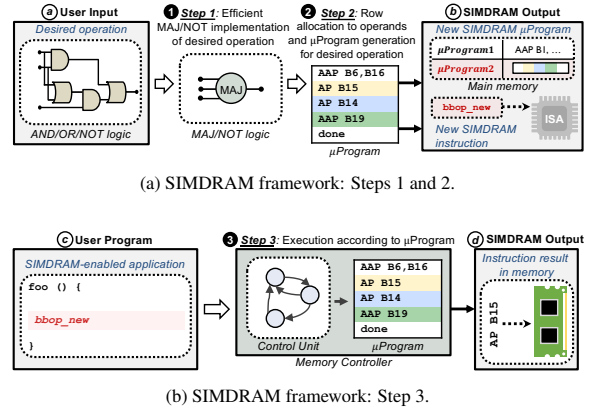 ⓐ User Input
Desired operation
AND/OR/NOT logic
❶ Step 1: Efficient
MAJ/NOT implementation
of desired operation
MAJ
MAJ/NOT logic
❷ Step 2: Row
allocation to operands
and μProgram generation
for desired operation
AAP B6,B16
AP B15
AP B14
AAP B19
done
μProgram
ⓑ SIMDRAM Output
New SIMDRAM μProgram
μProgram1 AAP B1, ...
μProgram2
Main memory
bbop_new
ISA
New SIMDRAM
instruction
(a) SIMDRAM framework: Steps 1 and 2.
ⓒ User Program
SIMDRAM-enabled application
foo () {
bbop_new
}
❸ Step 3: Execution according to μProgram
Control Unit
AAP B6,B16
AP B15
AP B14
AAP B19
done
μProgram
Memory Controller
ⓓ SIMDRAM Output
Instruction result
in memory
AP B15
(b) SIMDRAM framework: Step 3.